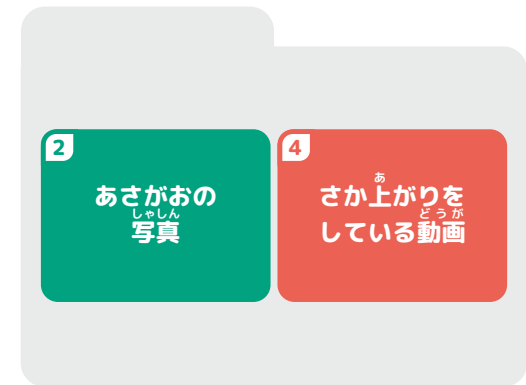 2
あさがおの
しゃしん
写真
4
あ
さか上がりを
どうが
している動画